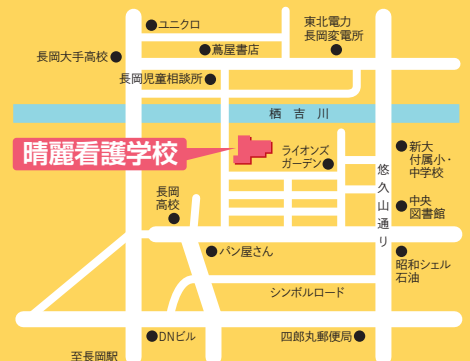 ユニクロ
東北電力
長岡変電所
蔦屋書店
長岡大手高校
長岡児童相談所
栖吉川
晴麗看護学校
ライオンズ
ガーデン
新大
付属小・
中学校
悠久山通り
長岡
高校
中央
図書館
パン屋さん
昭和シェル
石油
シンボルロード
DNビル
四郎丸郵便局
至長岡駅